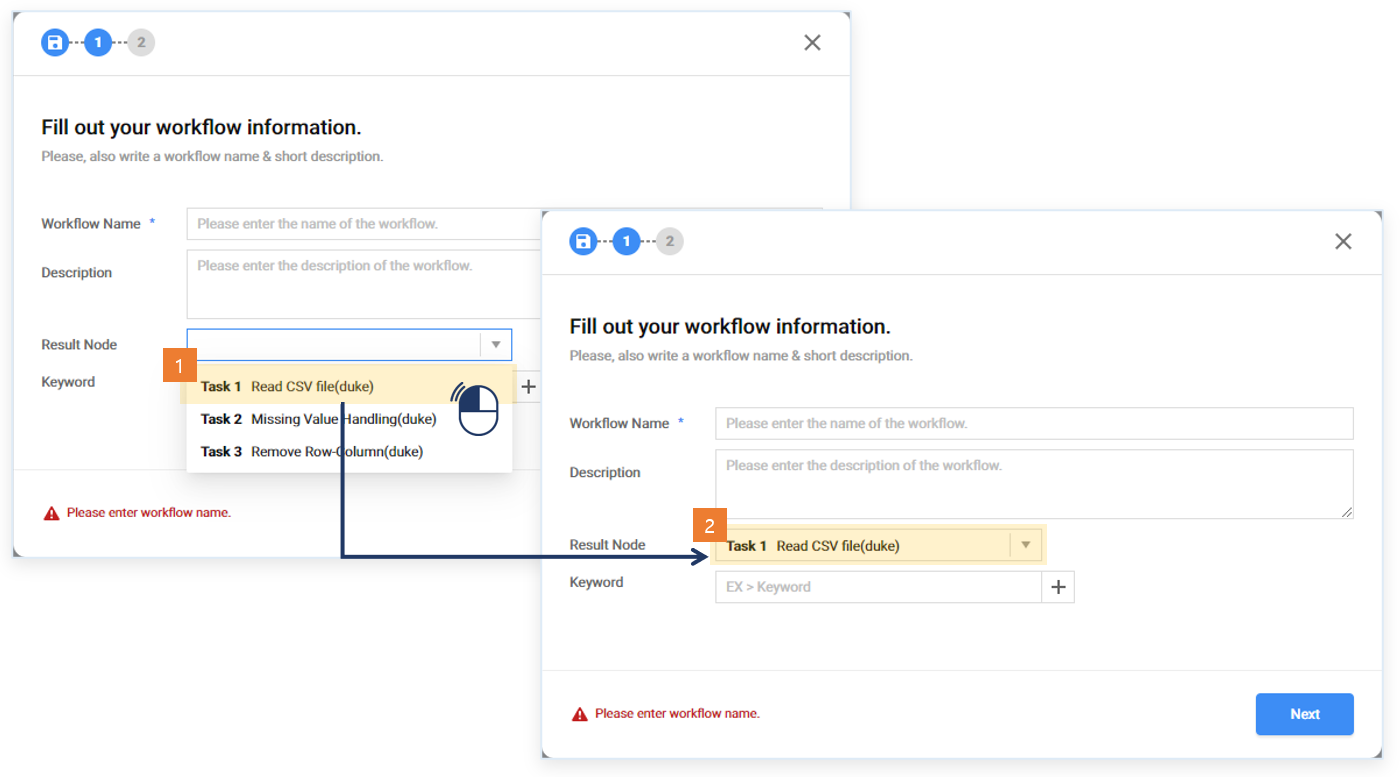 1 2
Fill out your workflow information.
Please, also write a workflow name & short description.
Workflow Name * Please enter the name of the workflow.
Description Please enter the description of the workflow.
Result Node
1
Keyword
Task 1 Read CSV file(duke)
Task 2 Missing Value Handling(duke)
Task 3 Remove Row-Column(duke)
Please enter workflow name.
1 2
Fill out your workflow information.
Please, also write a workflow name & short description.
Workflow Name * Please enter the name of the workflow.
Description Please enter the description of the workflow.
2
Result Node Task 1 Read CSV file(duke)
Keyword EX > Keyword
Please enter workflow name.
Next